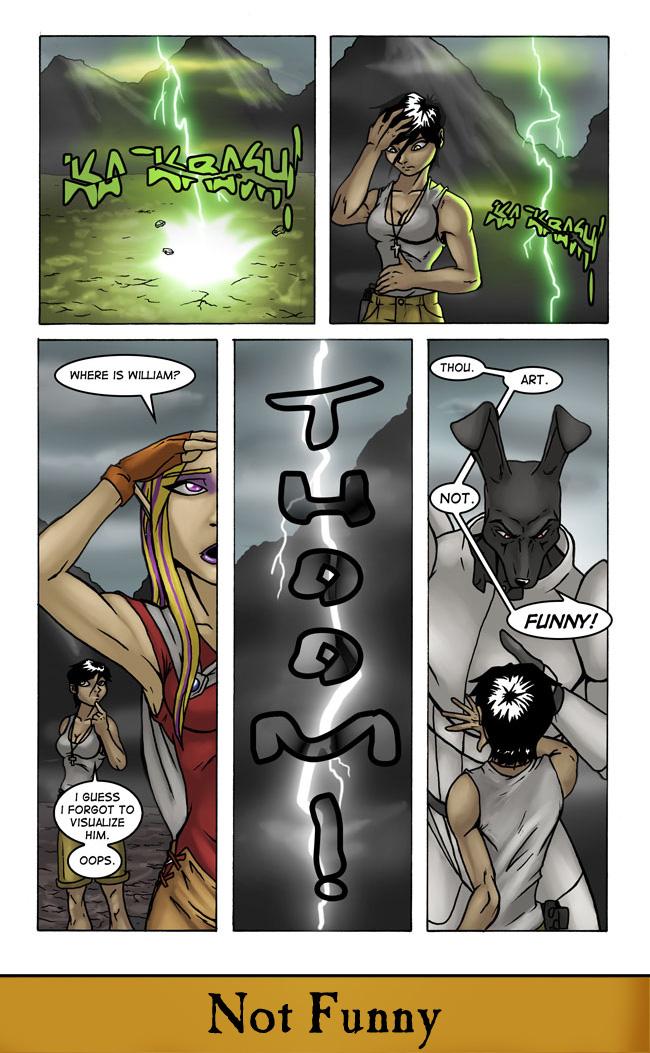 KA-KRASH!
KA-KRASH!
WHERE IS WILLIAM?
I GUESS
I FORGOT TO
VISUALIZE
HIM.
OOPS.
THOOM!
THOU.
ART.
NOT.
FUNNY!
Not Funny